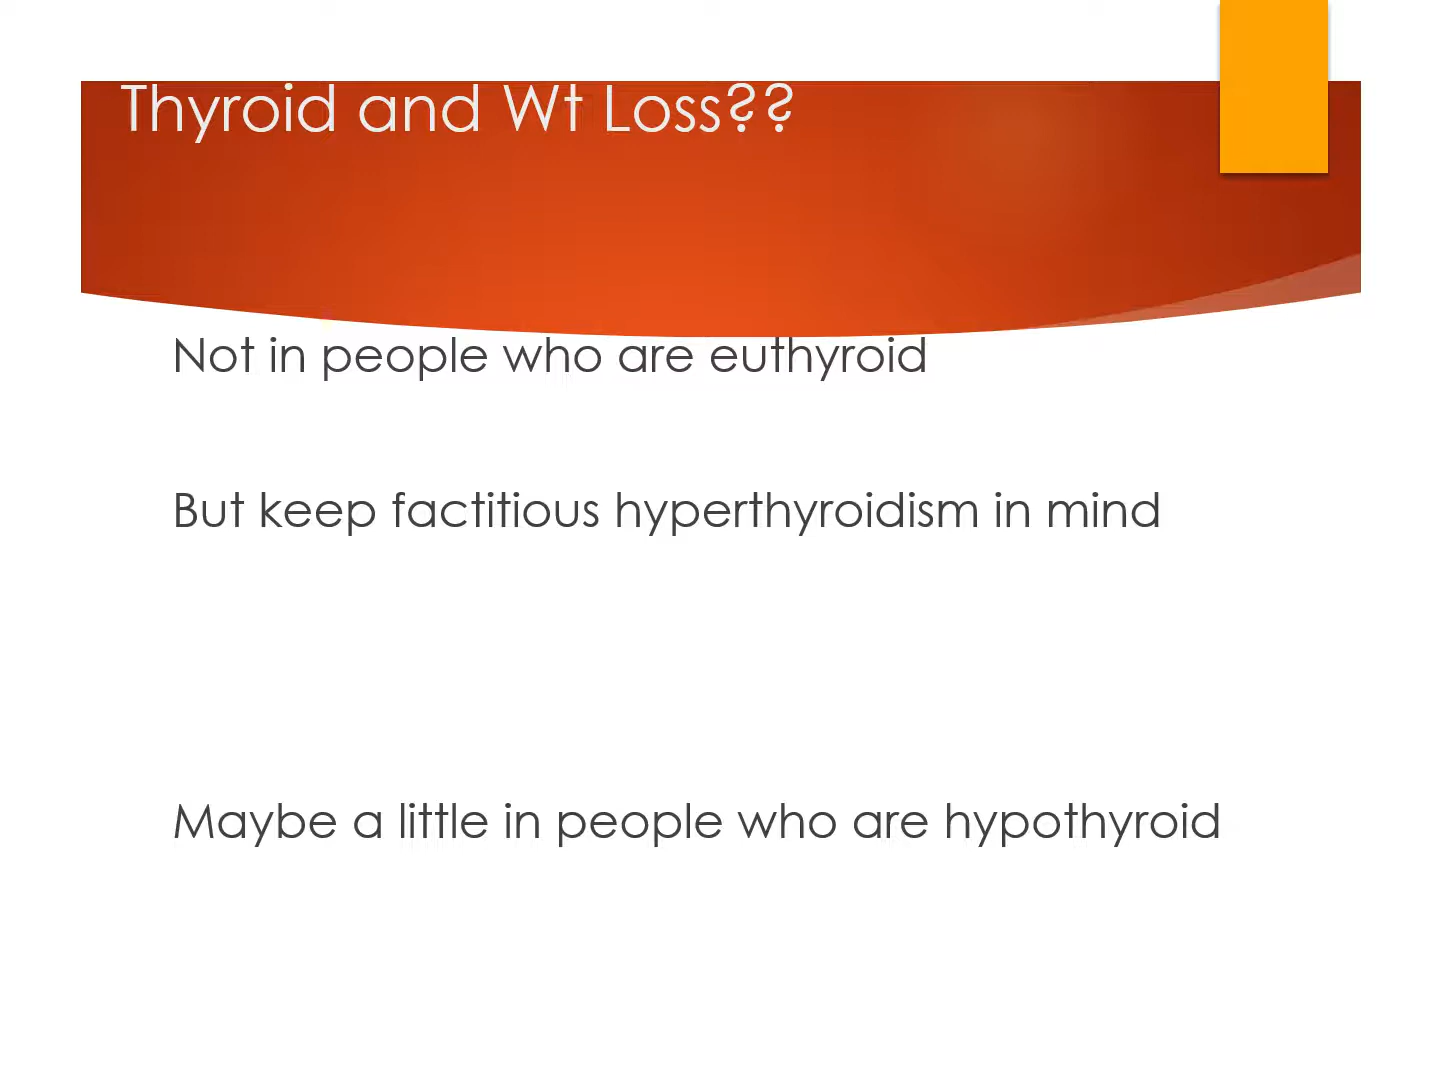 Thyroid and Wt Loss??
Not in people who are euthyroid
But keep factitious hyperthyroidism in mind
Maybe a little in people who are hypothyroid